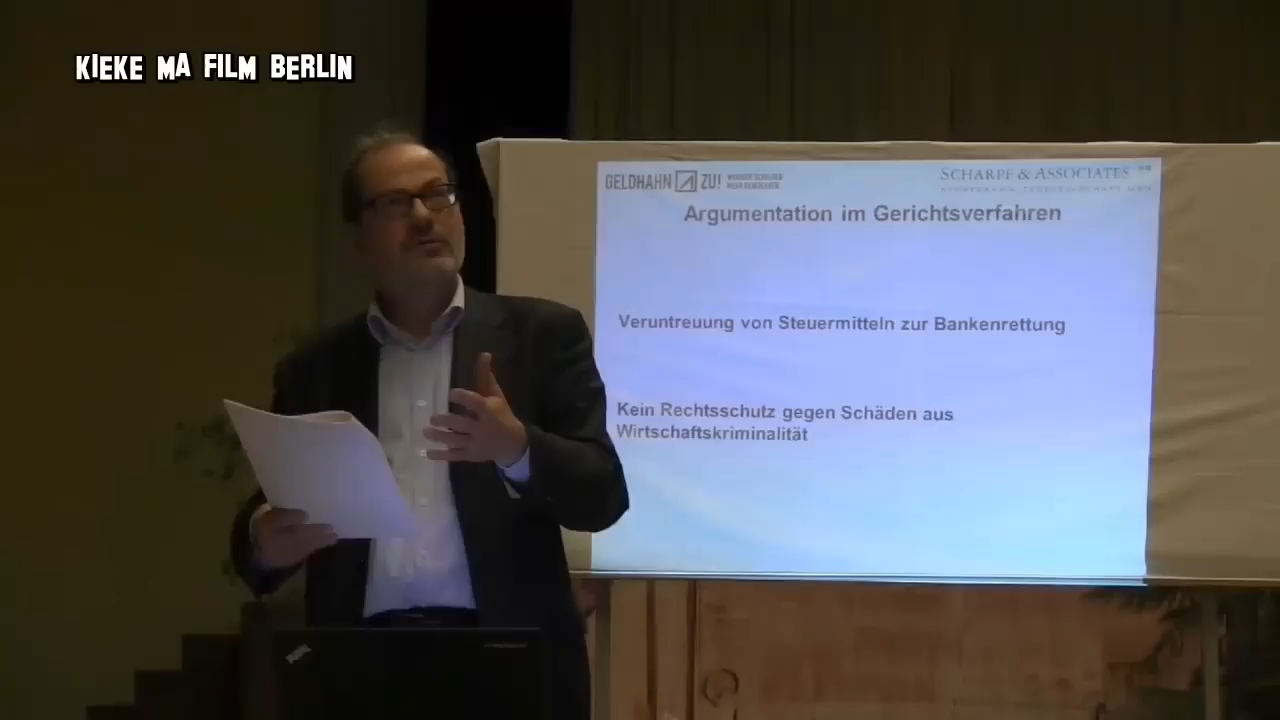 KIEKE MA FILM BERLIN
GELDHAHN ZU!
SCHARPF & ASSOCIATES
Argumentation im Gerichtsverfahren
Veruntreuung von Steuermitteln zur Bankenrettung
Kein Rechtsschutz gegen Schäden aus
Wirtschaftskriminalität